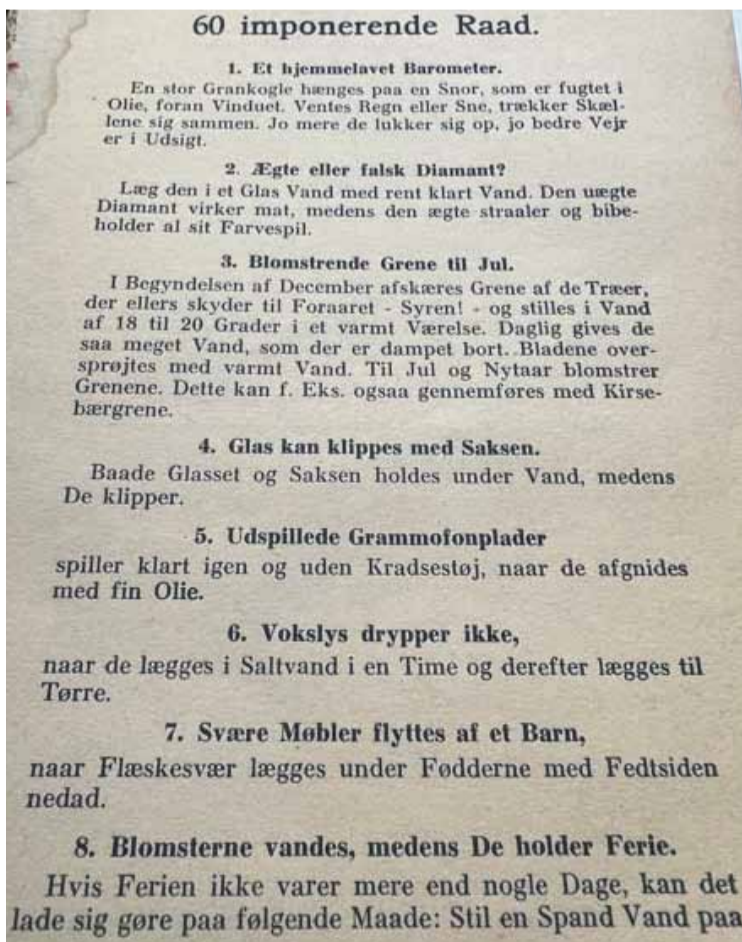 60 imponerende Raad.
1. Et hjemmelavet Barometer.
En stor Grankogle hænges paa en Snor, som er fugtet i
Olie, foran Vinduet. Ventes Regn eller Sne, trækker Skæl-
lene sig sammen. Jo mere de lukker sig op, jo bedre Vejr
er i Udsigt.
2. Ægte eller falsk Diamant?
Læg den i et Glas Vand med rent klart Vand. Den uægte
Diamant virker mat, medens den ægte straaler og bibe-
holder al sit Farvespil.
3. Blomstrende Grene til Jul.
I Begyndelsen af December afskæres Grene af de Træer,
der ellers skyder til Foraaret - Syren! - og stilles i Vand
af 18 til 20 Grader i et varmt Værelse. Daglig gives de
saa meget Vand, som der er dampet bort. Bladene over-
sprøjtes med varmt Vand. Til Jul og Nytaar blomstrer
Grenene. Dette kan f. Eks. ogsaa gennemføres med Kirse-
bærgrene.
4. Glas kan klippes med Saksen.
Baade Glasset og Saksen holdes under Vand, medens
De klipper.
5. Udspillede Grammofonplader
spiller klart igen og uden Kradsestøj, naar de afgnides
med fin Olie.
6. Vokslys drypper ikke,
naar de lægges i Saltvand i en Time og derefter lægges til
Tørre.
7. Svære Møbler flyttes af et Barn,
naar Flæskesvær lægges under Fødderne med Fedtsiden
nedad.
8. Blomsterne vandes, medens De holder Ferie.
Hvis Ferien ikke varer mere end nogle Dage, kan det
lade sig gøre paa følgende Maade: Stil en Spand Vand paa